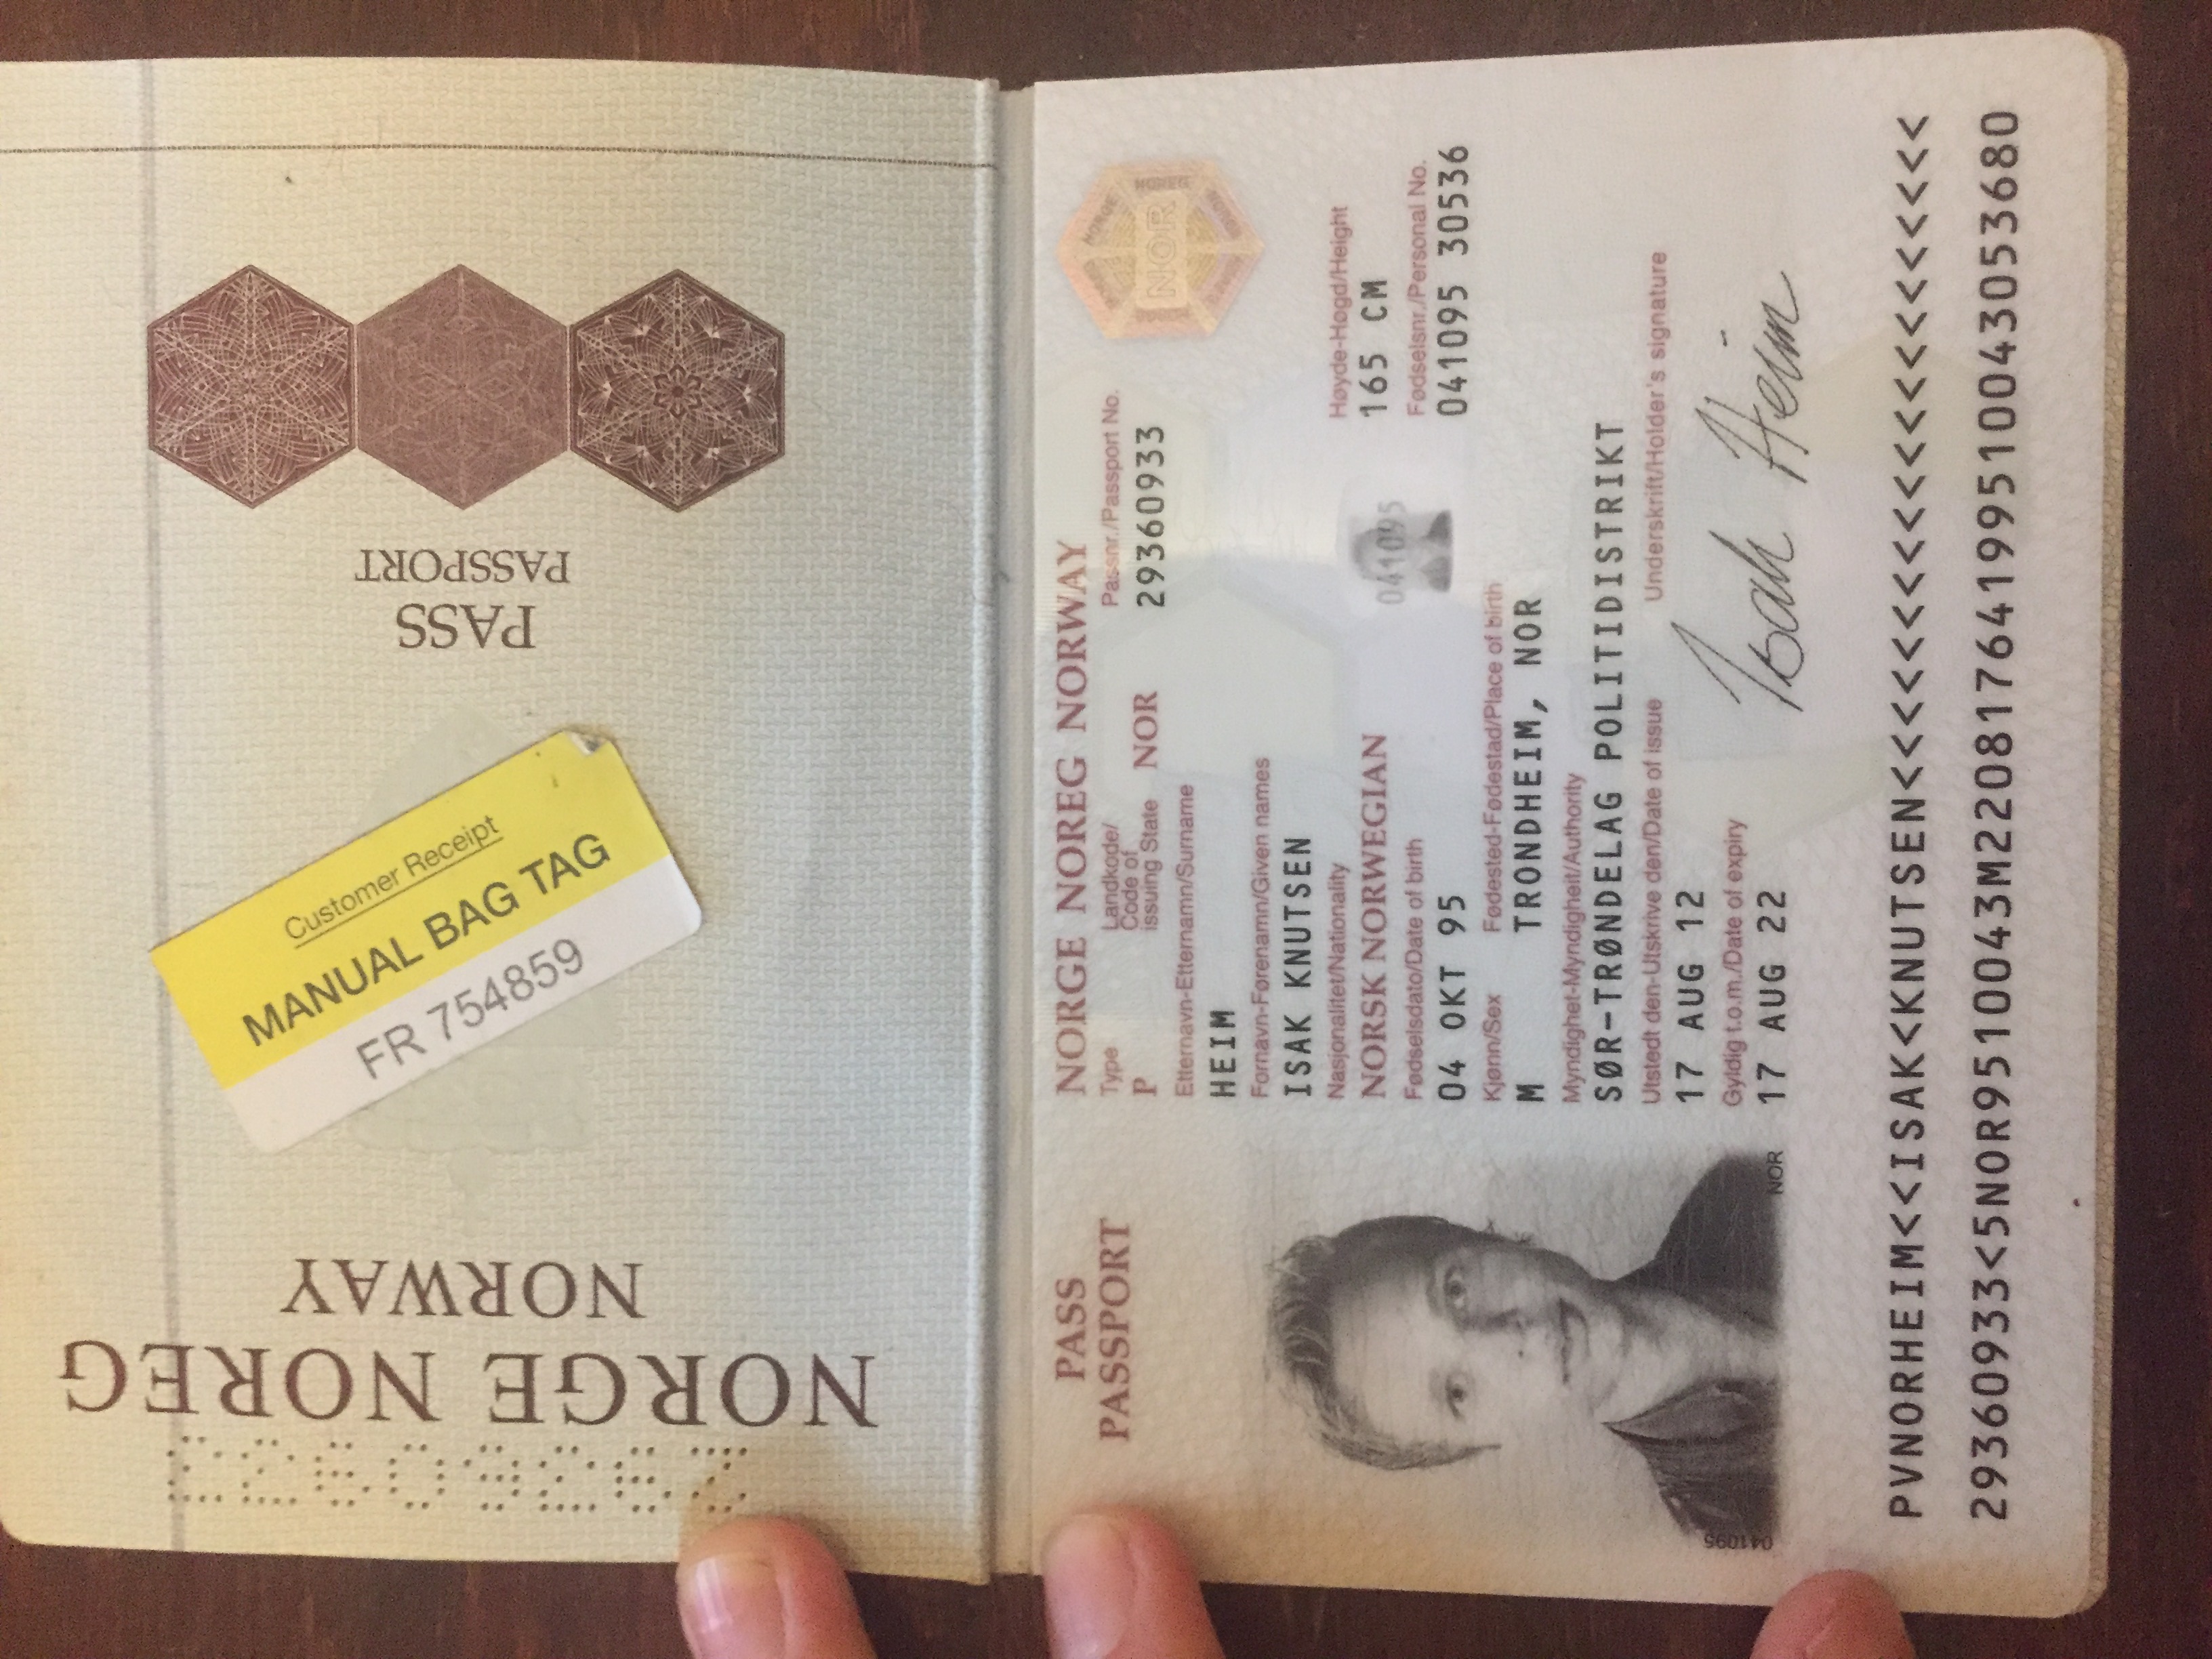 PASS
PASSPORT
NORGE NOREG NORWAY
Type
P
Landkode/
Code of
issuing State NOR
Passnr./Passport No.
29360933
Etternavn-Etternamn/Surname
HEIM
Fornavn-Førenamn/Given names
ISAK KNUTSEN
Nasjonalitet/Nationality
NORSK NORWEGIAN
Høyde-Høgd/Height
165 CM
Fødselsdato/Date of birth
04 OKT 95
Fødselsnr./Personal No.
041095 30536
Kjønn/Sex
M
Fødested-Fødestad/Place of birth
TRONDHEIM, NOR
Myndighet-Myndigheit/Authority
SØR-TRØNDELAG POLITIDISTRIKT
Utstedt den-Utskrive den/Date of issue
17 AUG 12
Underskrift/Holder's signature
Isak Heim
Gyldig t.o.m./Date of expiry
17 AUG 22
041095
NOR
041095
NOR
PVNORHEIM<<ISAK<KNUTSEN<<<<<<<<<<<<<<<<<<<<<
29360933<5NOR9510043M22081764199510043053680
29360933
NORGE NOREG
NORWAY
Customer Receipt
MANUAL BAG TAG
FR 754859
PASS
PASSPORT